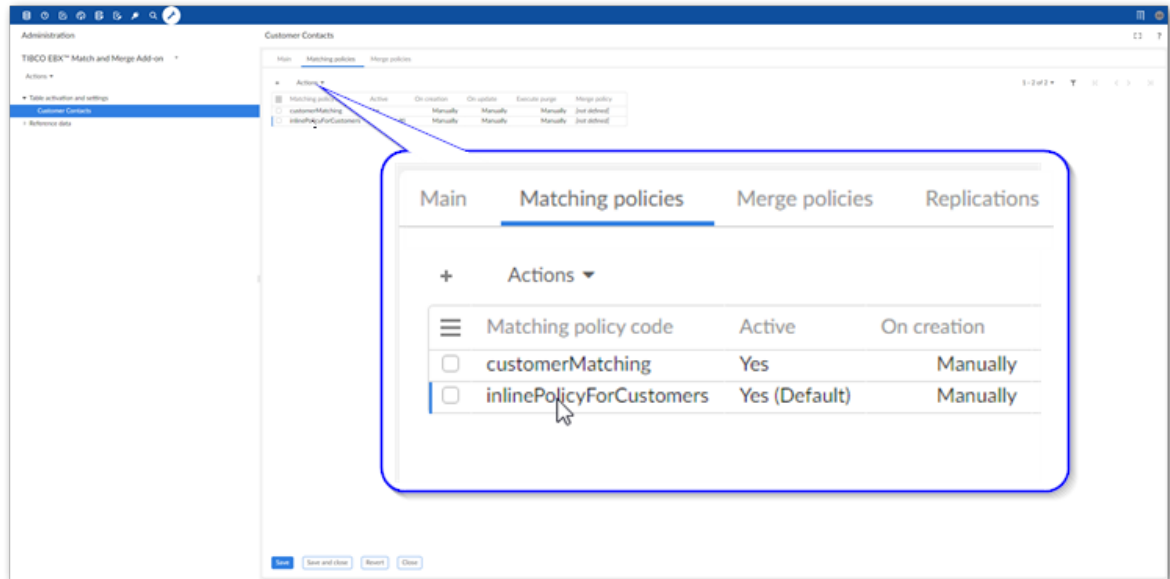 Administration
Customer Contacts
?
TIBCO EBX™ Match and Merge Add-on
Main Matching policies Merge policies
Actions
Actions
1 - 2 of 2
Table activation and settings
Matching policy Active On creation On update Execute purge Merge policy
Customer Contacts
customerMatching Manually Manually Manually [not defined]
Reference data
inlinePolicyForCustomers Manually Manually Manually [not defined]
Main Matching policies Merge policies Replications
+ Actions
Matching policy code Active On creation
customerMatching Yes Manually
inlinePolicyForCustomers Yes (Default) Manually
Save Save and close Revert Close